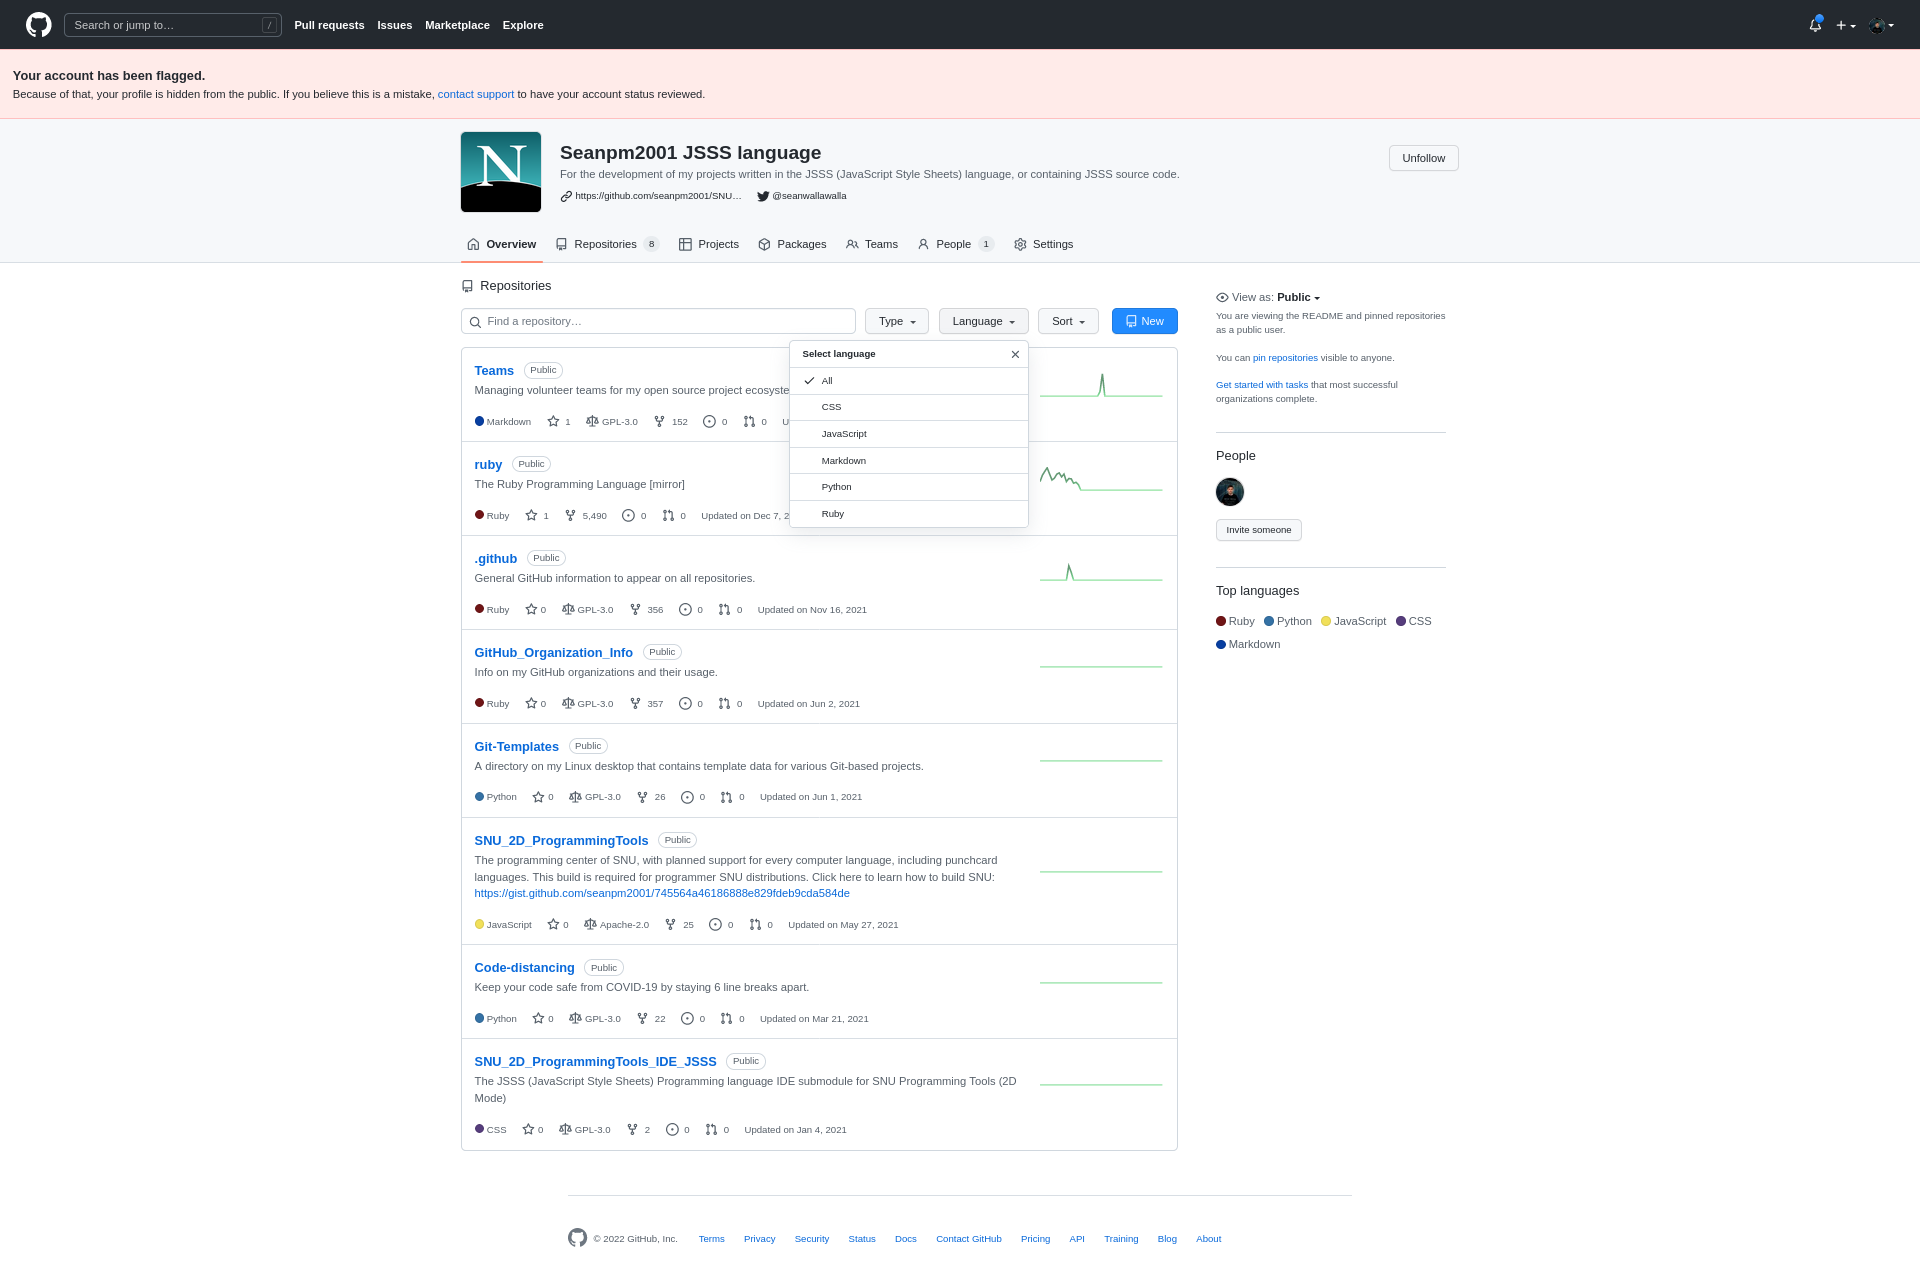 Search or jump to… /
Pull requests Issues Marketplace Explore
Your account has been flagged.
Because of that, your profile is hidden from the public. If you believe this is a mistake, contact support to have your account status reviewed.
N
Seanpm2001 JSSS language
For the development of my projects written in the JSSS (JavaScript Style Sheets) language, or containing JSSS source code.
https://github.com/seanpm2001/SNU… @seanwallawalla
Unfollow
Overview Repositories 8 Projects Packages Teams People 1 Settings
Repositories
Find a repository… Type Language Sort New
Select language
All
CSS
JavaScript
Markdown
Python
Ruby
Teams Public
Managing volunteer teams for my open source project ecosyste
Markdown 1 GPL-3.0 152 0 0 U
ruby Public
The Ruby Programming Language [mirror]
Ruby 1 5,490 0 0 Updated on Dec 7, 2
.github Public
General GitHub information to appear on all repositories.
Ruby 0 GPL-3.0 356 0 0 Updated on Nov 16, 2021
GitHub_Organization_Info Public
Info on my GitHub organizations and their usage.
Ruby 0 GPL-3.0 357 0 0 Updated on Jun 2, 2021
Git-Templates Public
A directory on my Linux desktop that contains template data for various Git-based projects.
Python 0 GPL-3.0 26 0 0 Updated on Jun 1, 2021
SNU_2D_ProgrammingTools Public
The programming center of SNU, with planned support for every computer language, including punchcard
languages. This build is required for programmer SNU distributions. Click here to learn how to build SNU:
https://gist.github.com/seanpm2001/745564a46186888e829fdeb9cda584de
JavaScript 0 Apache-2.0 25 0 0 Updated on May 27, 2021
Code-distancing Public
Keep your code safe from COVID-19 by staying 6 line breaks apart.
Python 0 GPL-3.0 22 0 0 Updated on Mar 21, 2021
SNU_2D_ProgrammingTools_IDE_JSSS Public
The JSSS (JavaScript Style Sheets) Programming language IDE submodule for SNU Programming Tools (2D
Mode)
CSS 0 GPL-3.0 2 0 0 Updated on Jan 4, 2021
View as: Public
You are viewing the README and pinned repositories
as a public user.
You can pin repositories visible to anyone.
Get started with tasks that most successful
organizations complete.
People
Invite someone
Top languages
Ruby Python JavaScript CSS
Markdown
© 2022 GitHub, Inc. Terms Privacy Security Status Docs Contact GitHub Pricing API Training Blog About